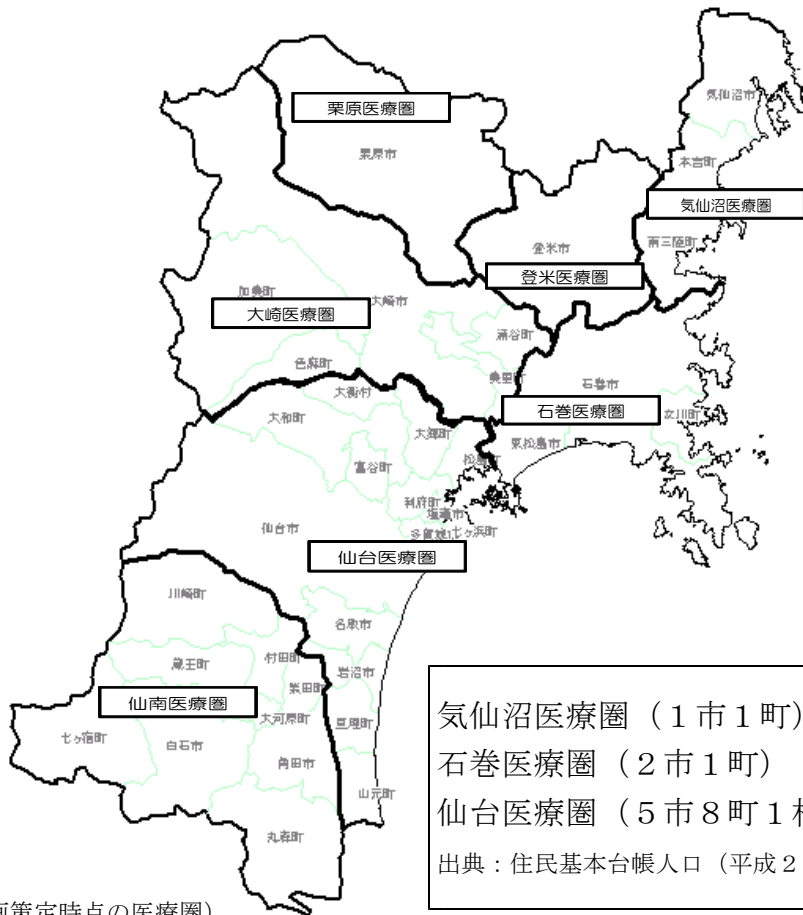 栗原医療圏
気仙沼市
栗原市
本吉町
気仙沼医療圏
登米市
南三陸町
登米医療圏
加美町
大崎市
大崎医療圏
涌谷町
色麻町
美里
石巻市
大衡村
石巻医療圏
女川町
大和町
大郷町
東松島市
松島町
富谷町
利府町
塩竈市
仙台市
多賀城
七ヶ浜町
仙台医療圏
川崎町
名取市
村田町
蔵王町
岩沼市
柴田町
仙南医療圏
大河原町
亘理町
七ヶ宿町
白石市
角田市
山元町
丸森町
気仙沼医療圏（１市１町）
石巻医療圏（２市１町）
仙台医療圏（５市８町１村
出典：住民基本台帳人口（平成２
画策定時点の医療圏）